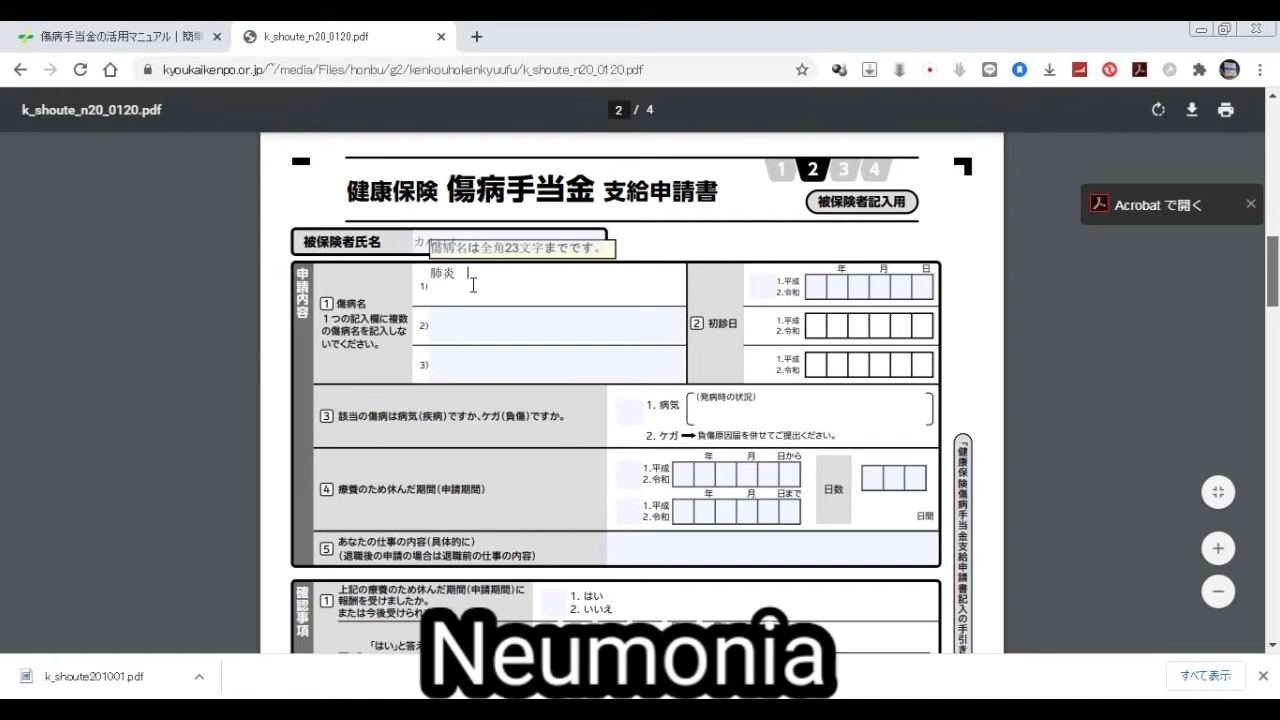 傷病手当金の活用マニュアル｜簡単
k_shoute_n20_0120.pdf
kyoukaikenpo.or.jp/~/media/Files/honbu/g2/kenkouhokenkyuufu/k_shoute_n20_0120.pdf
k_shoute_n20_0120.pdf
2 / 4
Acrobat で開く
1 2 3 4
健康保険 傷病手当金 支給申請書
被保険者記入用
被保険者氏名
傷病名は全角23文字までです。
申請内容
1 傷病名
1つの記入欄に複数の傷病名を記入しないでください。
肺炎
1)
2)
3)
2 初診日
年 月 日
1.平成
2.令和
1.平成
2.令和
1.平成
2.令和
3 該当の傷病は病気(疾病)ですか、ケガ(負傷)ですか。
1. 病気
(発病時の状況)
2. ケガ ➡ 負傷原因届を併せてご提出ください。
4 療養のため休んだ期間(申請期間)
年 月 日から
1.平成
2.令和
年 月 日まで
1.平成
2.令和
日数
日間
5 あなたの仕事の内容(具体的に)
(退職後の申請の場合は退職前の仕事の内容)
「健康保険傷病手当金支給申請書記入の手引き
確認事項
1 上記の療養のため休んだ期間(申請期間)に
報酬を受けましたか。
または今後受けられ
1. はい
2. いいえ
「はい」と答え
Neumonia
k_shoute201001.pdf
すべて表示